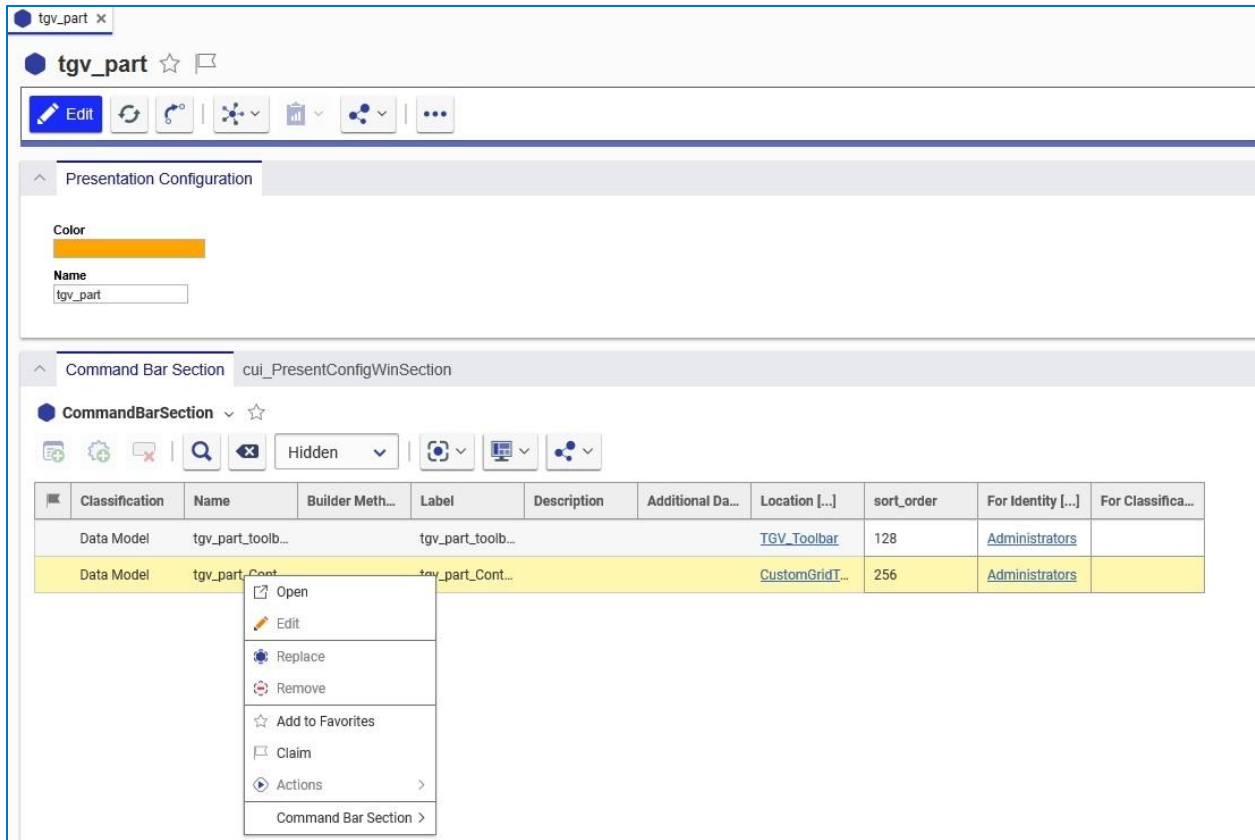 tgv_part
tgv_part
Edit
Presentation Configuration
Color
Name
tgv_part
Command Bar Section cui_PresentConfigWinSection
CommandBarSection
Hidden
Classification Name Builder Meth... Label Description Additional Da... Location [...] sort_order For Identity [...] For Classifica...
Data Model tgv_part_toolb... tgv_part_toolb... TGV_Toolbar 128 Administrators
Data Model tgv_part_Cont... tgv_part_Cont... CustomGridT... 256 Administrators
Open
Edit
Replace
Remove
Add to Favorites
Claim
Actions
Command Bar Section